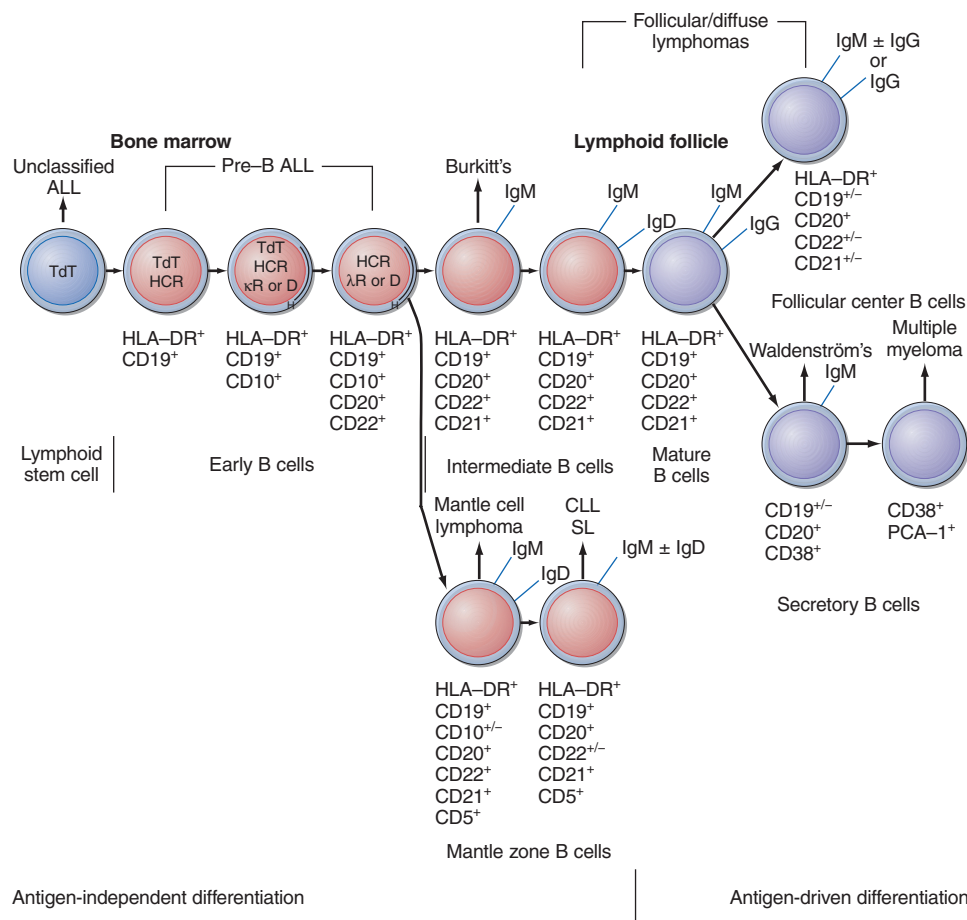 Follicular/diffuse
lymphomas
IgM ± IgG
or
IgG
Bone marrow
Lymphoid follicle
Unclassified
ALL
Pre–B ALL
Burkitt's
IgM
IgM
IgD
IgM
IgG
TdT
TdT
HCR
TdT
HCR
κR or D
H
HCR
λR or D
H
HLA–DR⁺
CD19⁺
HLA–DR⁺
CD19⁺
CD10⁺
HLA–DR⁺
CD19⁺
CD10⁺
CD20⁺
CD22⁺
HLA–DR⁺
CD19⁺
CD20⁺
CD22⁺
CD21⁺
HLA–DR⁺
CD19⁺
CD20⁺
CD22⁺
CD21⁺
HLA–DR⁺
CD19⁺
CD20⁺
CD22⁺
CD21⁺
HLA–DR⁺
CD19⁺/⁻
CD20⁺
CD22⁺/⁻
CD21⁺/⁻
Follicular center B cells
Lymphoid
stem cell
Early B cells
Intermediate B cells
Mature
B cells
Waldenström's
IgM
Multiple
myeloma
CD19⁺/⁻
CD20⁺
CD38⁺
CD38⁺
PCA–1⁺
Secretory B cells
Mantle cell
lymphoma
IgM
IgD
CLL
SL
IgM ± IgD
HLA–DR⁺
CD19⁺
CD10⁺/⁻
CD20⁺
CD22⁺
CD21⁺
CD5⁺
HLA–DR⁺
CD19⁺
CD20⁺
CD22⁺/⁻
CD21⁺
CD5⁺
Mantle zone B cells
Antigen-independent differentiation
Antigen-driven differentiation